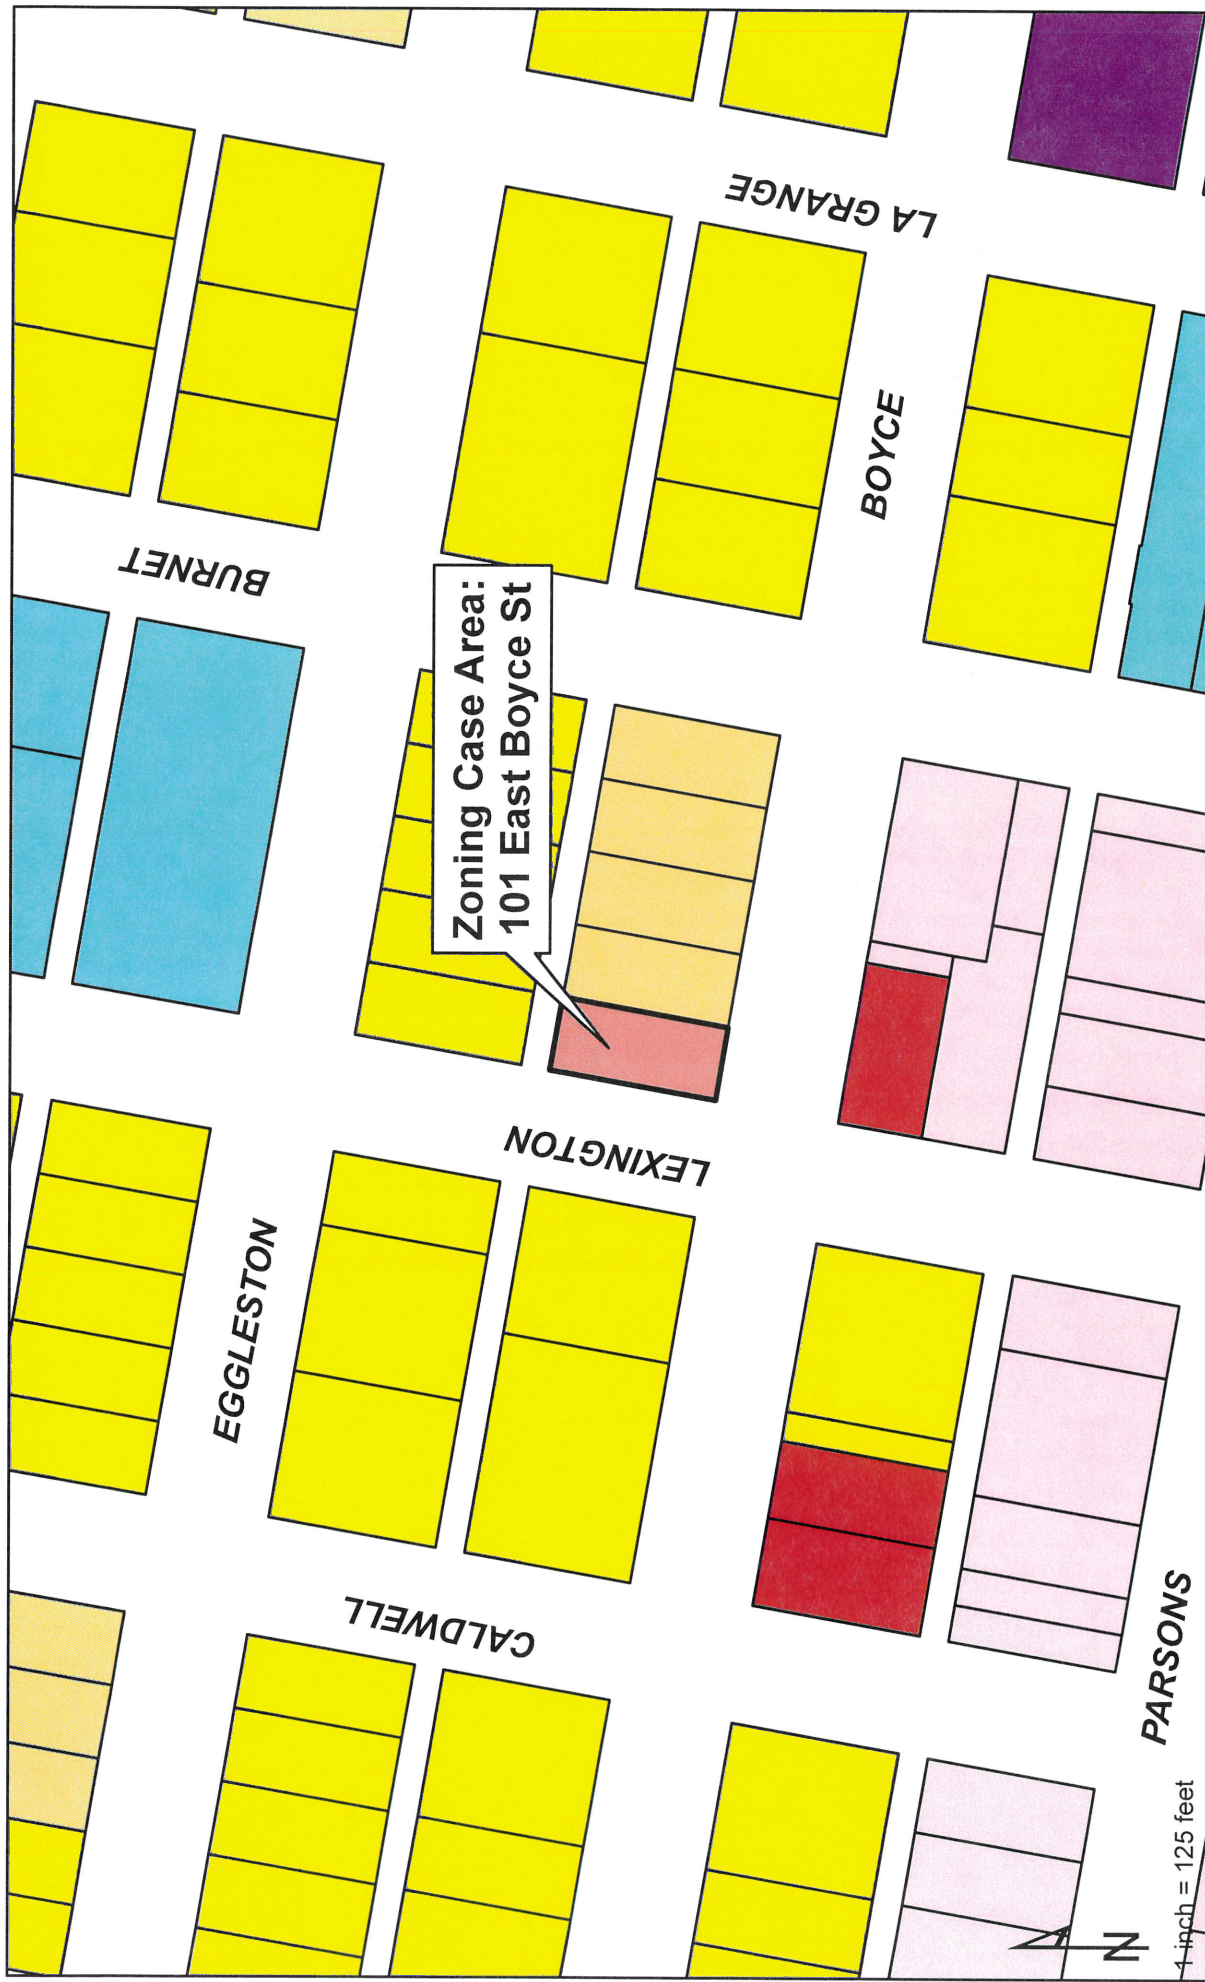 BURNET
LA GRANGE
EGGLESTON
Zoning Case Area:
101 East Boyce St
BOYCE
LEXINGTON
CALDWELL
PARSONS
N
1 inch = 125 feet